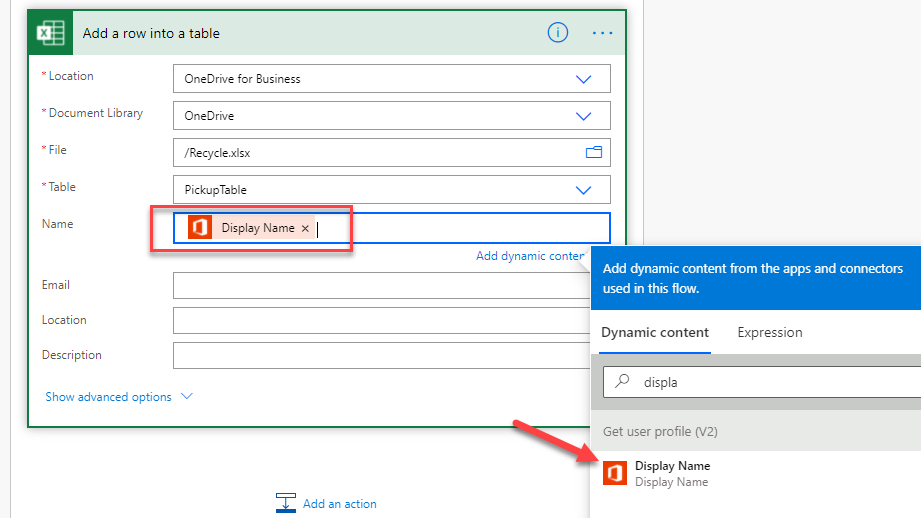 Add a row into a table
* Location
OneDrive for Business
* Document Library
OneDrive
* File
/Recycle.xlsx
* Table
PickupTable
Name
Display Name ×
Add dynamic conten
Email
Location
Description
Show advanced options
Add an action
Add dynamic content from the apps and connectors
used in this flow.
Dynamic content
Expression
displa
Get user profile (V2)
Display Name
Display Name